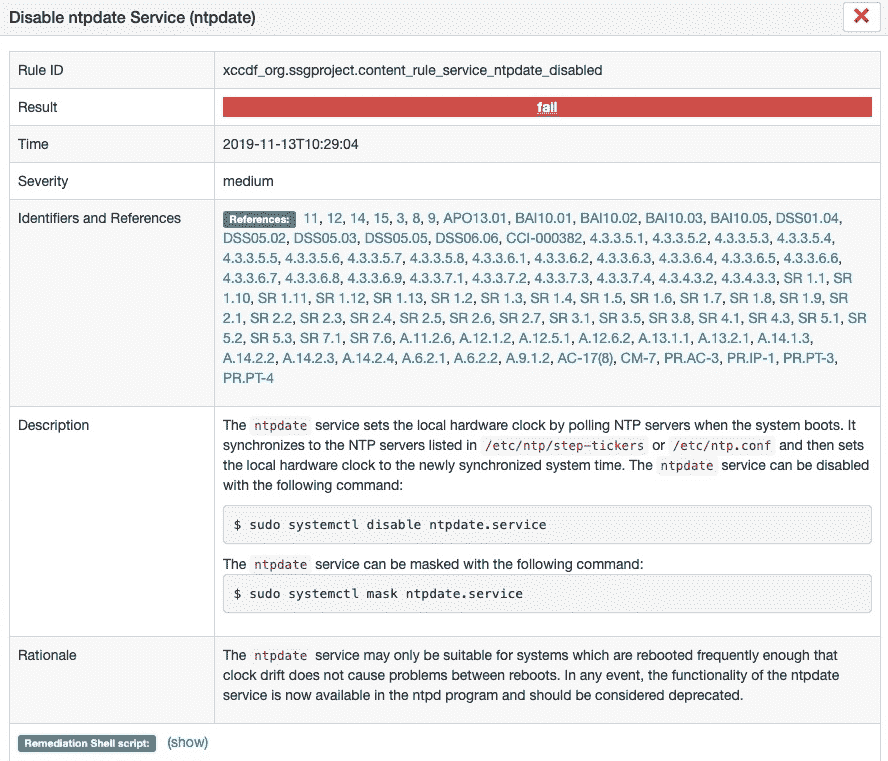 Disable ntpdate Service (ntpdate)
Rule ID xccdf_org.ssgproject.content_rule_service_ntpdate_disabled
Result fail
Time 2019-11-13T10:29:04
Severity medium
Identifiers and References References: 11, 12, 14, 15, 3, 8, 9, APO13.01, BAI10.01, BAI10.02, BAI10.03, BAI10.05, DSS01.04,
DSS05.02, DSS05.03, DSS05.05, DSS06.06, CCI-000382, 4.3.3.5.1, 4.3.3.5.2, 4.3.3.5.3, 4.3.3.5.4,
4.3.3.5.5, 4.3.3.5.6, 4.3.3.5.7, 4.3.3.5.8, 4.3.3.6.1, 4.3.3.6.2, 4.3.3.6.3, 4.3.3.6.4, 4.3.3.6.5, 4.3.3.6.6,
4.3.3.6.7, 4.3.3.6.8, 4.3.3.6.9, 4.3.3.7.1, 4.3.3.7.2, 4.3.3.7.3, 4.3.3.7.4, 4.3.4.3.2, 4.3.4.3.3, SR 1.1, SR
1.10, SR 1.11, SR 1.12, SR 1.13, SR 1.2, SR 1.3, SR 1.4, SR 1.5, SR 1.6, SR 1.7, SR 1.8, SR 1.9, SR
2.1, SR 2.2, SR 2.3, SR 2.4, SR 2.5, SR 2.6, SR 2.7, SR 3.1, SR 3.5, SR 3.8, SR 4.1, SR 4.3, SR 5.1, SR
5.2, SR 5.3, SR 7.1, SR 7.6, A.11.2.6, A.12.1.2, A.12.5.1, A.12.6.2, A.13.1.1, A.13.2.1, A.14.1.3,
A.14.2.2, A.14.2.3, A.14.2.4, A.6.2.1, A.6.2.2, A.9.1.2, AC-17(8), CM-7, PR.AC-3, PR.IP-1, PR.PT-3,
PR.PT-4
Description The ntpdate service sets the local hardware clock by polling NTP servers when the system boots. It
synchronizes to the NTP servers listed in /etc/ntp/step-tickers or /etc/ntp.conf and then sets
the local hardware clock to the newly synchronized system time. The ntpdate service can be disabled
with the following command:
$ sudo systemctl disable ntpdate.service
The ntpdate service can be masked with the following command:
$ sudo systemctl mask ntpdate.service
Rationale The ntpdate service may only be suitable for systems which are rebooted frequently enough that
clock drift does not cause problems between reboots. In any event, the functionality of the ntpdate
service is now available in the ntpd program and should be considered deprecated.
Remediation Shell script: (show)